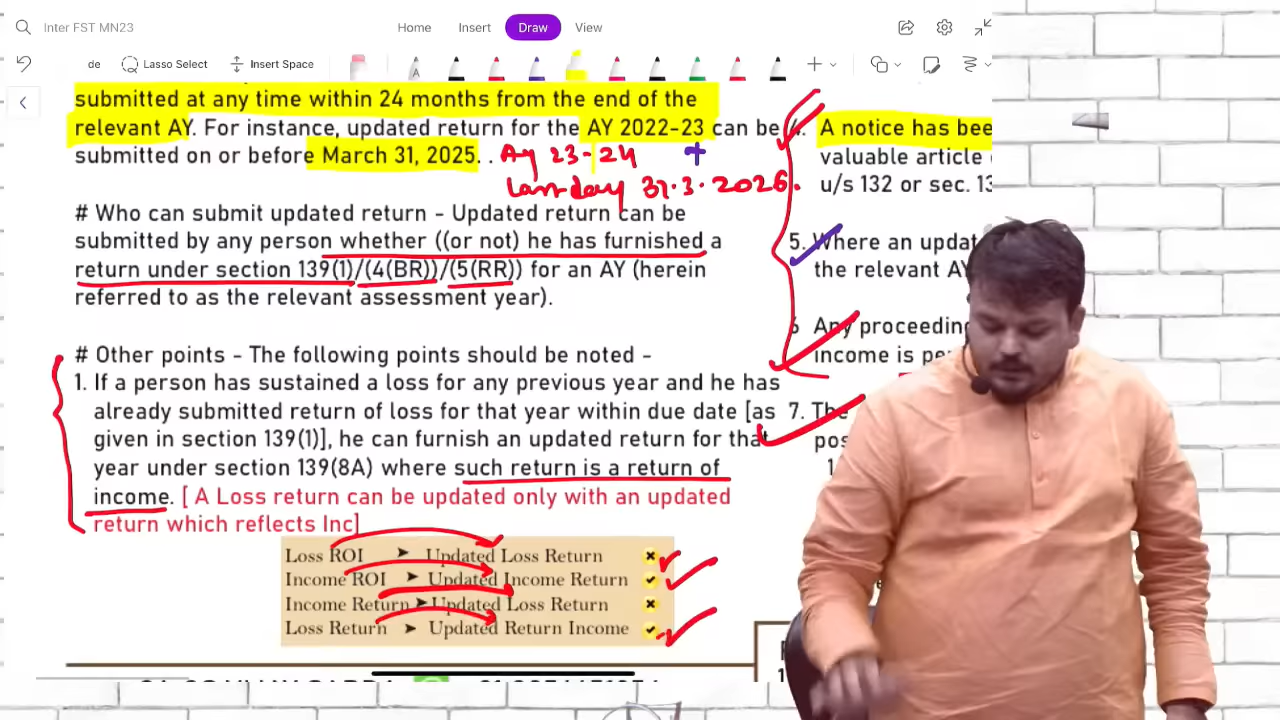 Inter FST MN23
Home Insert Draw View
de Lasso Select Insert Space
submitted at any time within 24 months from the end of the
relevant AY. For instance, updated return for the AY 2022-23 can be
submitted on or before March 31, 2025. .
AY 23-24
Last day 31.3.2026.
# Who can submit updated return - Updated return can be
submitted by any person whether ((or not) he has furnished a
return under section 139(1)/(4(BR))/(5(RR)) for an AY (herein
referred to as the relevant assessment year).
# Other points - The following points should be noted -
1. If a person has sustained a loss for any previous year and he has
already submitted return of loss for that year within due date [as
given in section 139(1)], he can furnish an updated return for that
year under section 139(8A) where such return is a return of
income. [ A Loss return can be updated only with an updated
return which reflects Inc]
Loss ROI ➤ Updated Loss Return ✖
Income ROI ➤ Updated Income Return ✔
Income Return ➤ Updated Loss Return ✖
Loss Return ➤ Updated Return Income ✔
4. A notice has bee
valuable article
u/s 132 or sec. 13
5. Where an updat
the relevant AY
6 Any proceeding
income is pe
7. The
pos
1